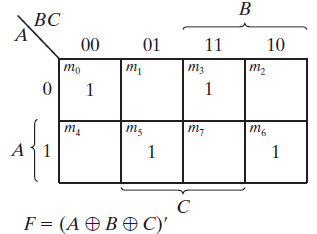 B
A BC
00 01 11 10
0 m₀ 1 m₁ m₃ 1 m₂
A 1 m₄ m₅ 1 m₇ m₆ 1
C
F = (A ⊕ B ⊕ C)′